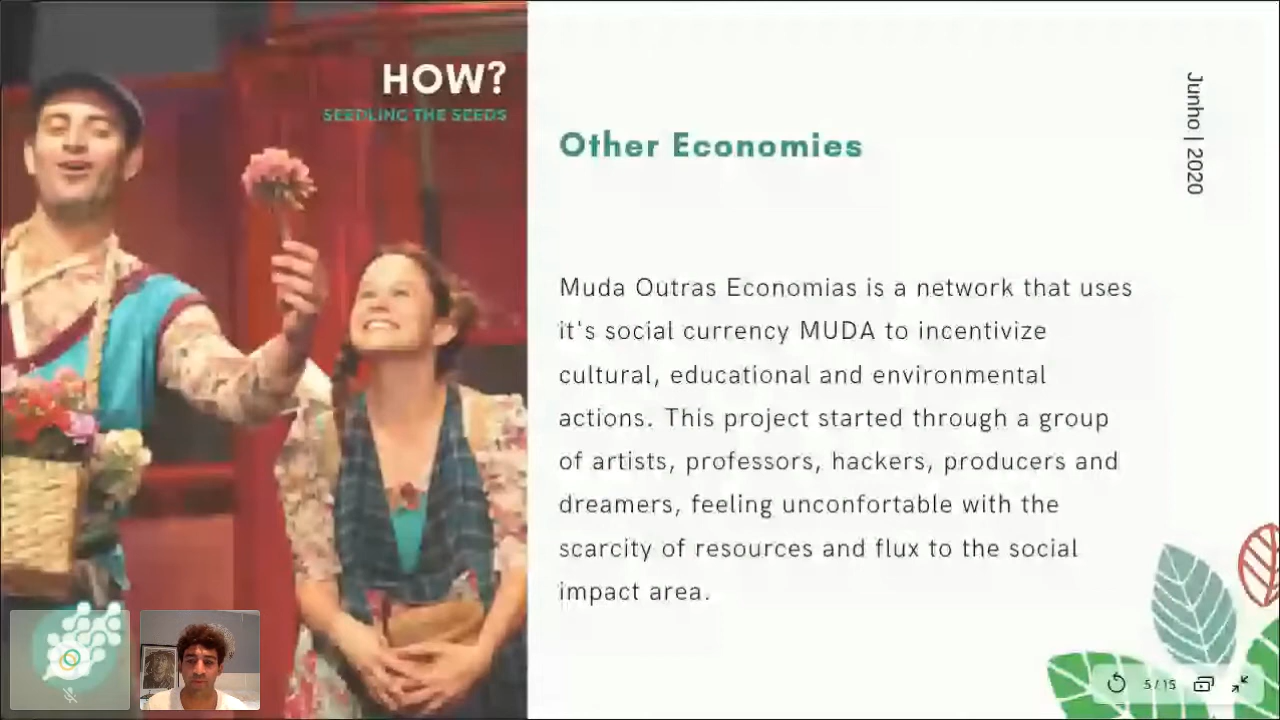 HOW?
SEEDLING THE SEEDS
Other Economies
Junho | 2020
Muda Outras Economias is a network that uses
it's social currency MUDA to incentivize
cultural, educational and environmental
actions. This project started through a group
of artists, professors, hackers, producers and
dreamers, feeling unconfortable with the
scarcity of resources and flux to the social
impact area.
5 / 15